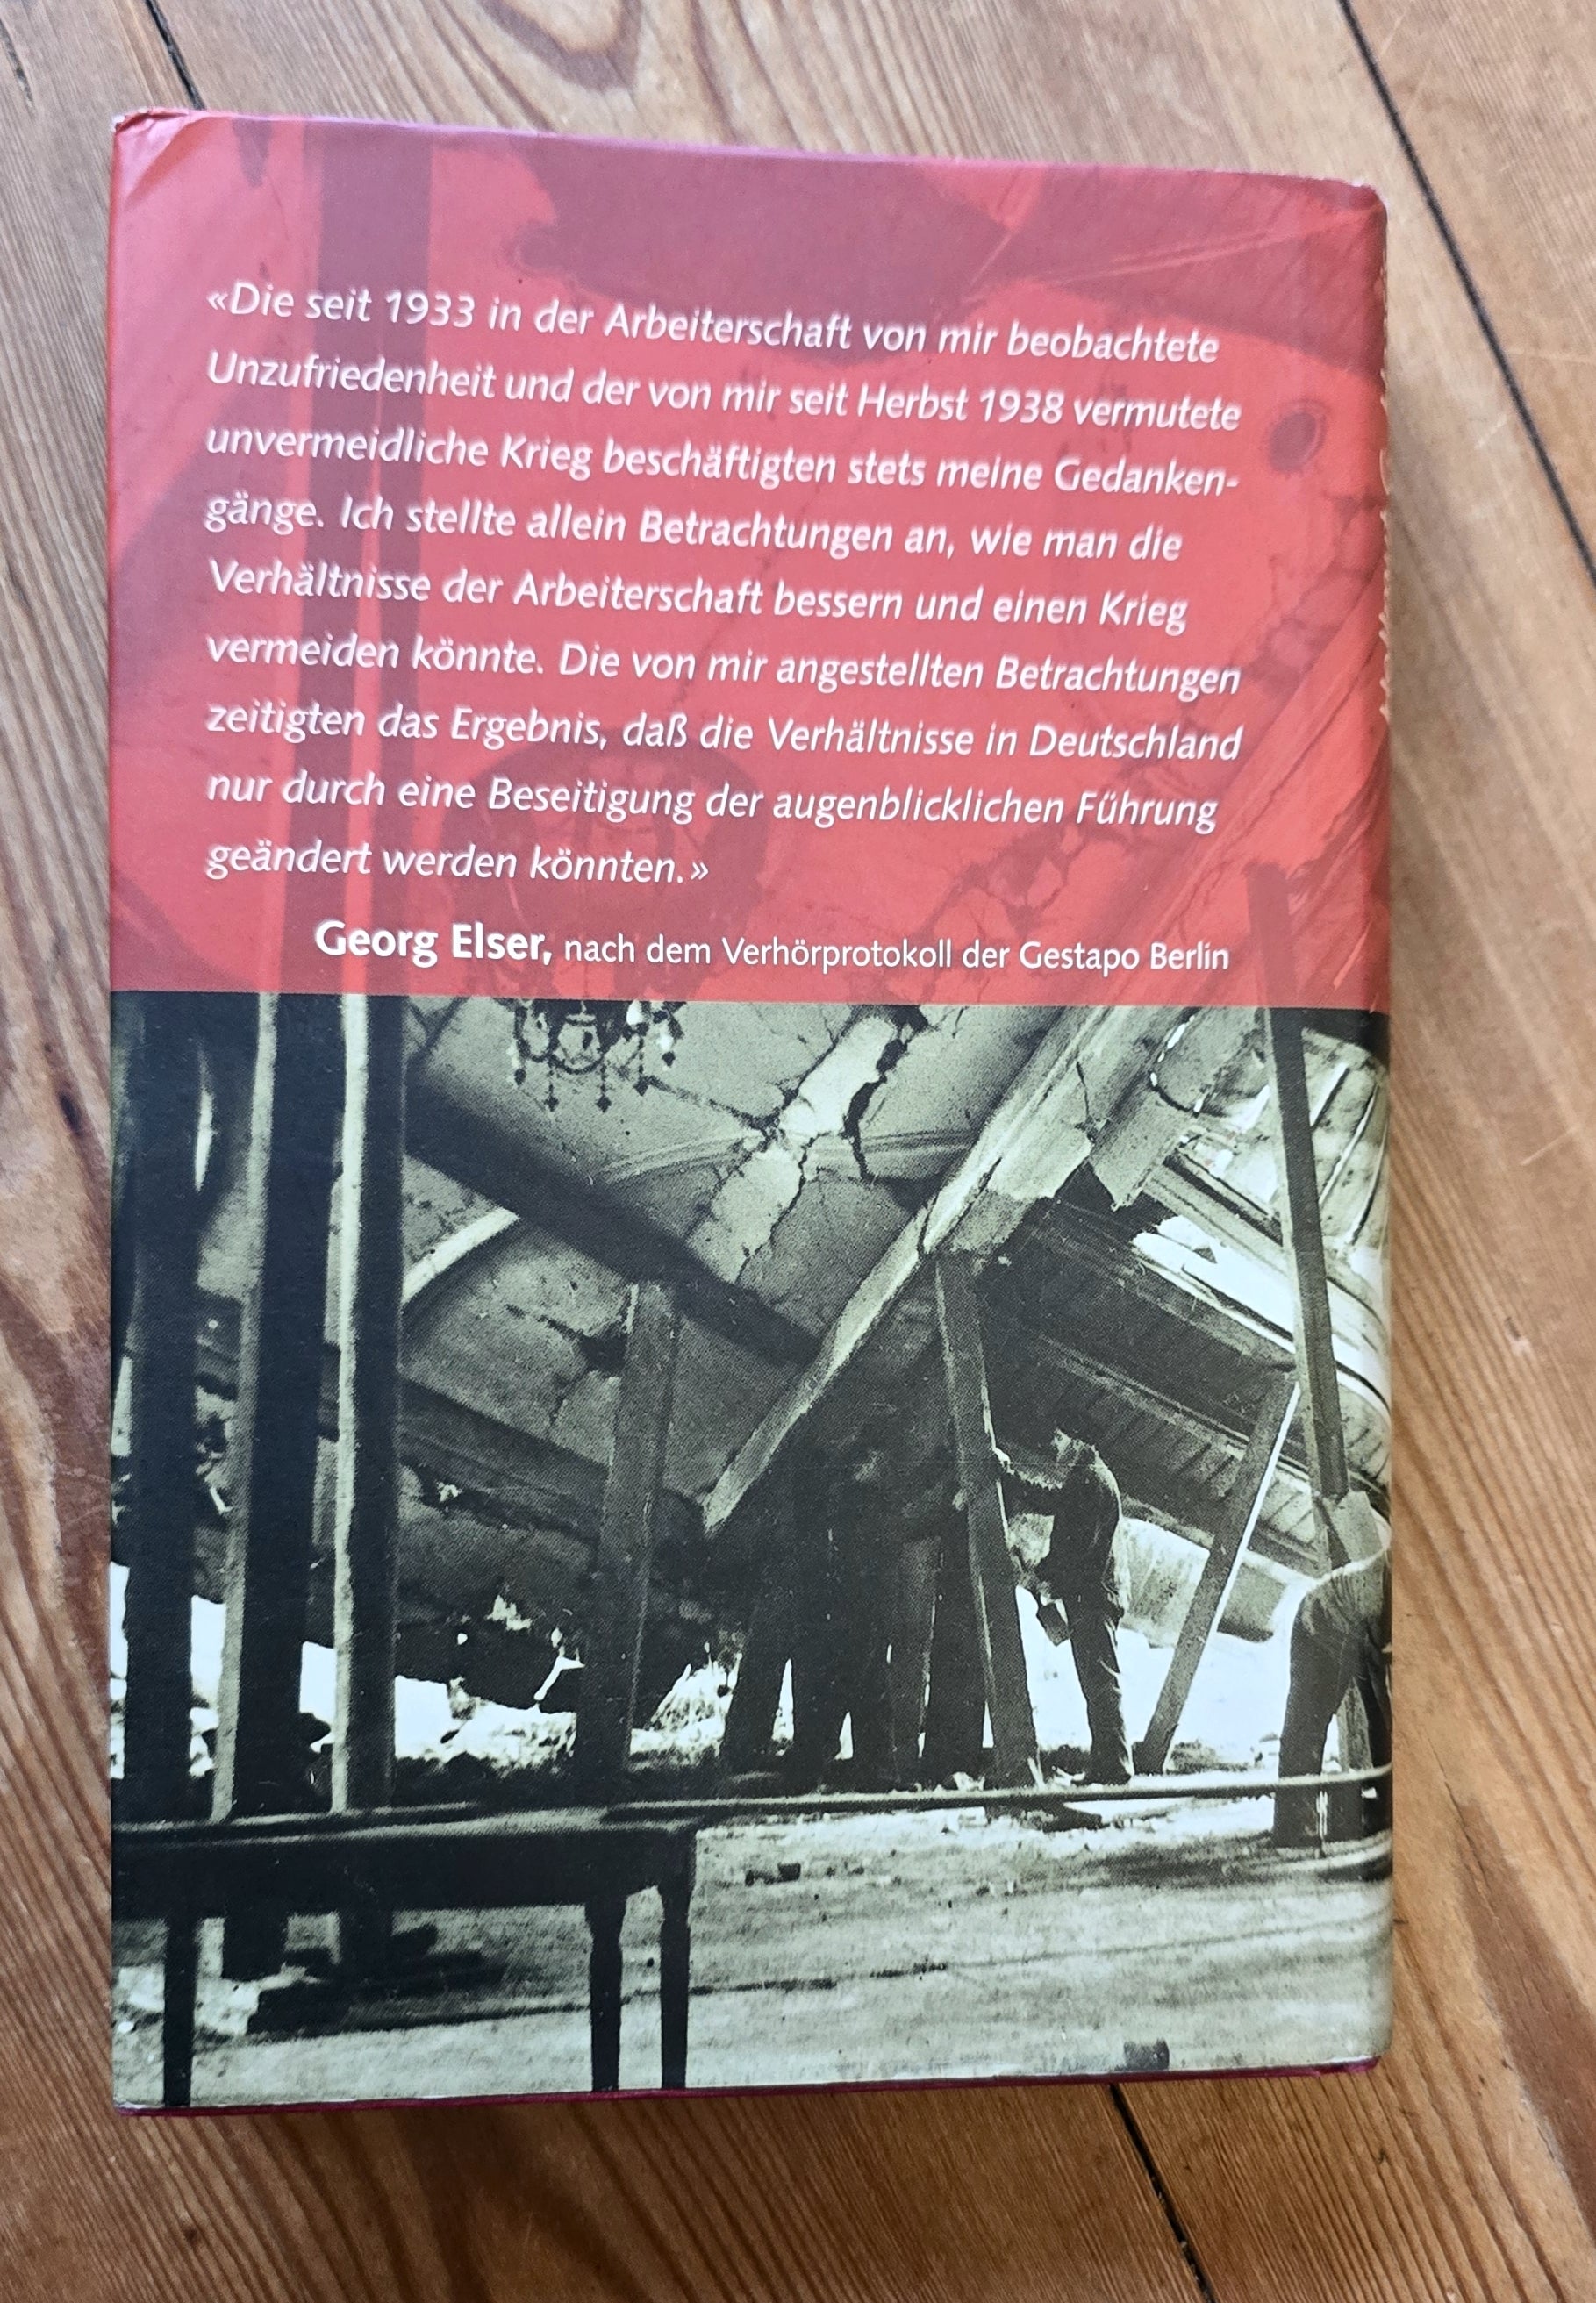 «Die seit 1933 in der Arbeiterschaft von mir beobachtete
Unzufriedenheit und der von mir seit Herbst 1938 vermutete
unvermeidliche Krieg beschäftigten stets meine Gedanken-
gänge. Ich stellte allein Betrachtungen an, wie man die
Verhältnisse der Arbeiterschaft bessern und einen Krieg
vermeiden könnte. Die von mir angestellten Betrachtungen
zeitigten das Ergebnis, daß die Verhältnisse in Deutschland
nur durch eine Beseitigung der augenblicklichen Führung
geändert werden könnten.»
Georg Elser, nach dem Verhörprotokoll der Gestapo Berlin